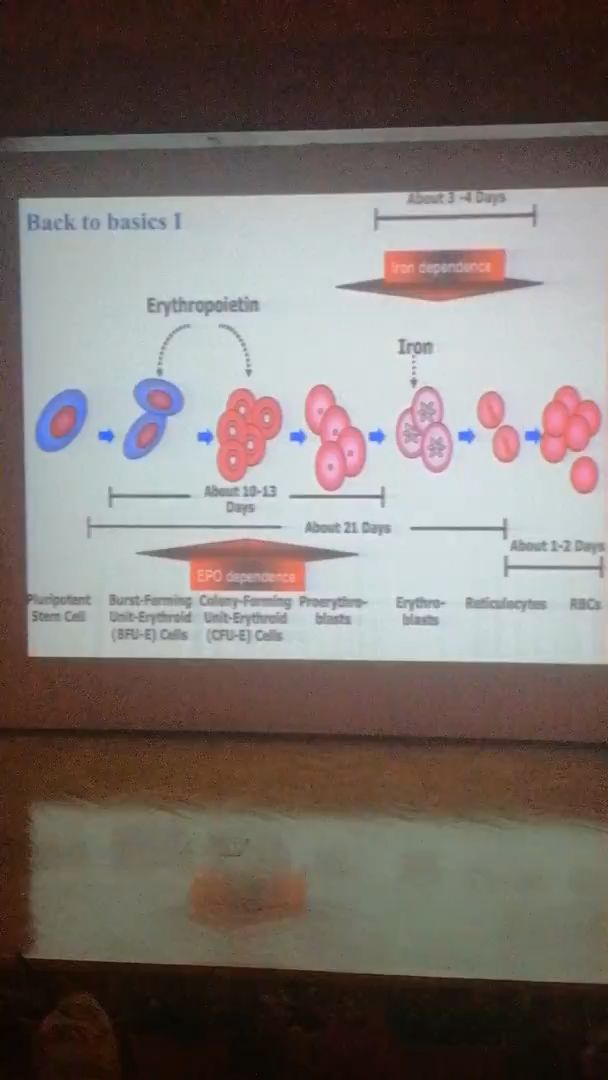 About 3 -4 Days
Back to basics I
Iron dependence
Erythropoietin
Iron
About 10-13
Days
About 21 Days
About 1-2 Days
EPO dependence
Pluripotent
Stem Cell
Burst-Forming
Unit-Erythroid
(BFU-E) Cells
Colony-Forming
Unit-Erythroid
(CFU-E) Cells
Proerythro-
blasts
Erythro-
blasts
Reticulocytes
RBCs